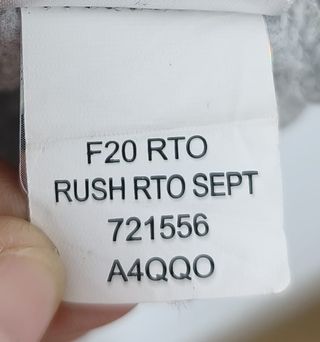 F20 RTO
RUSH RTO SEPT
721556
A4QQO